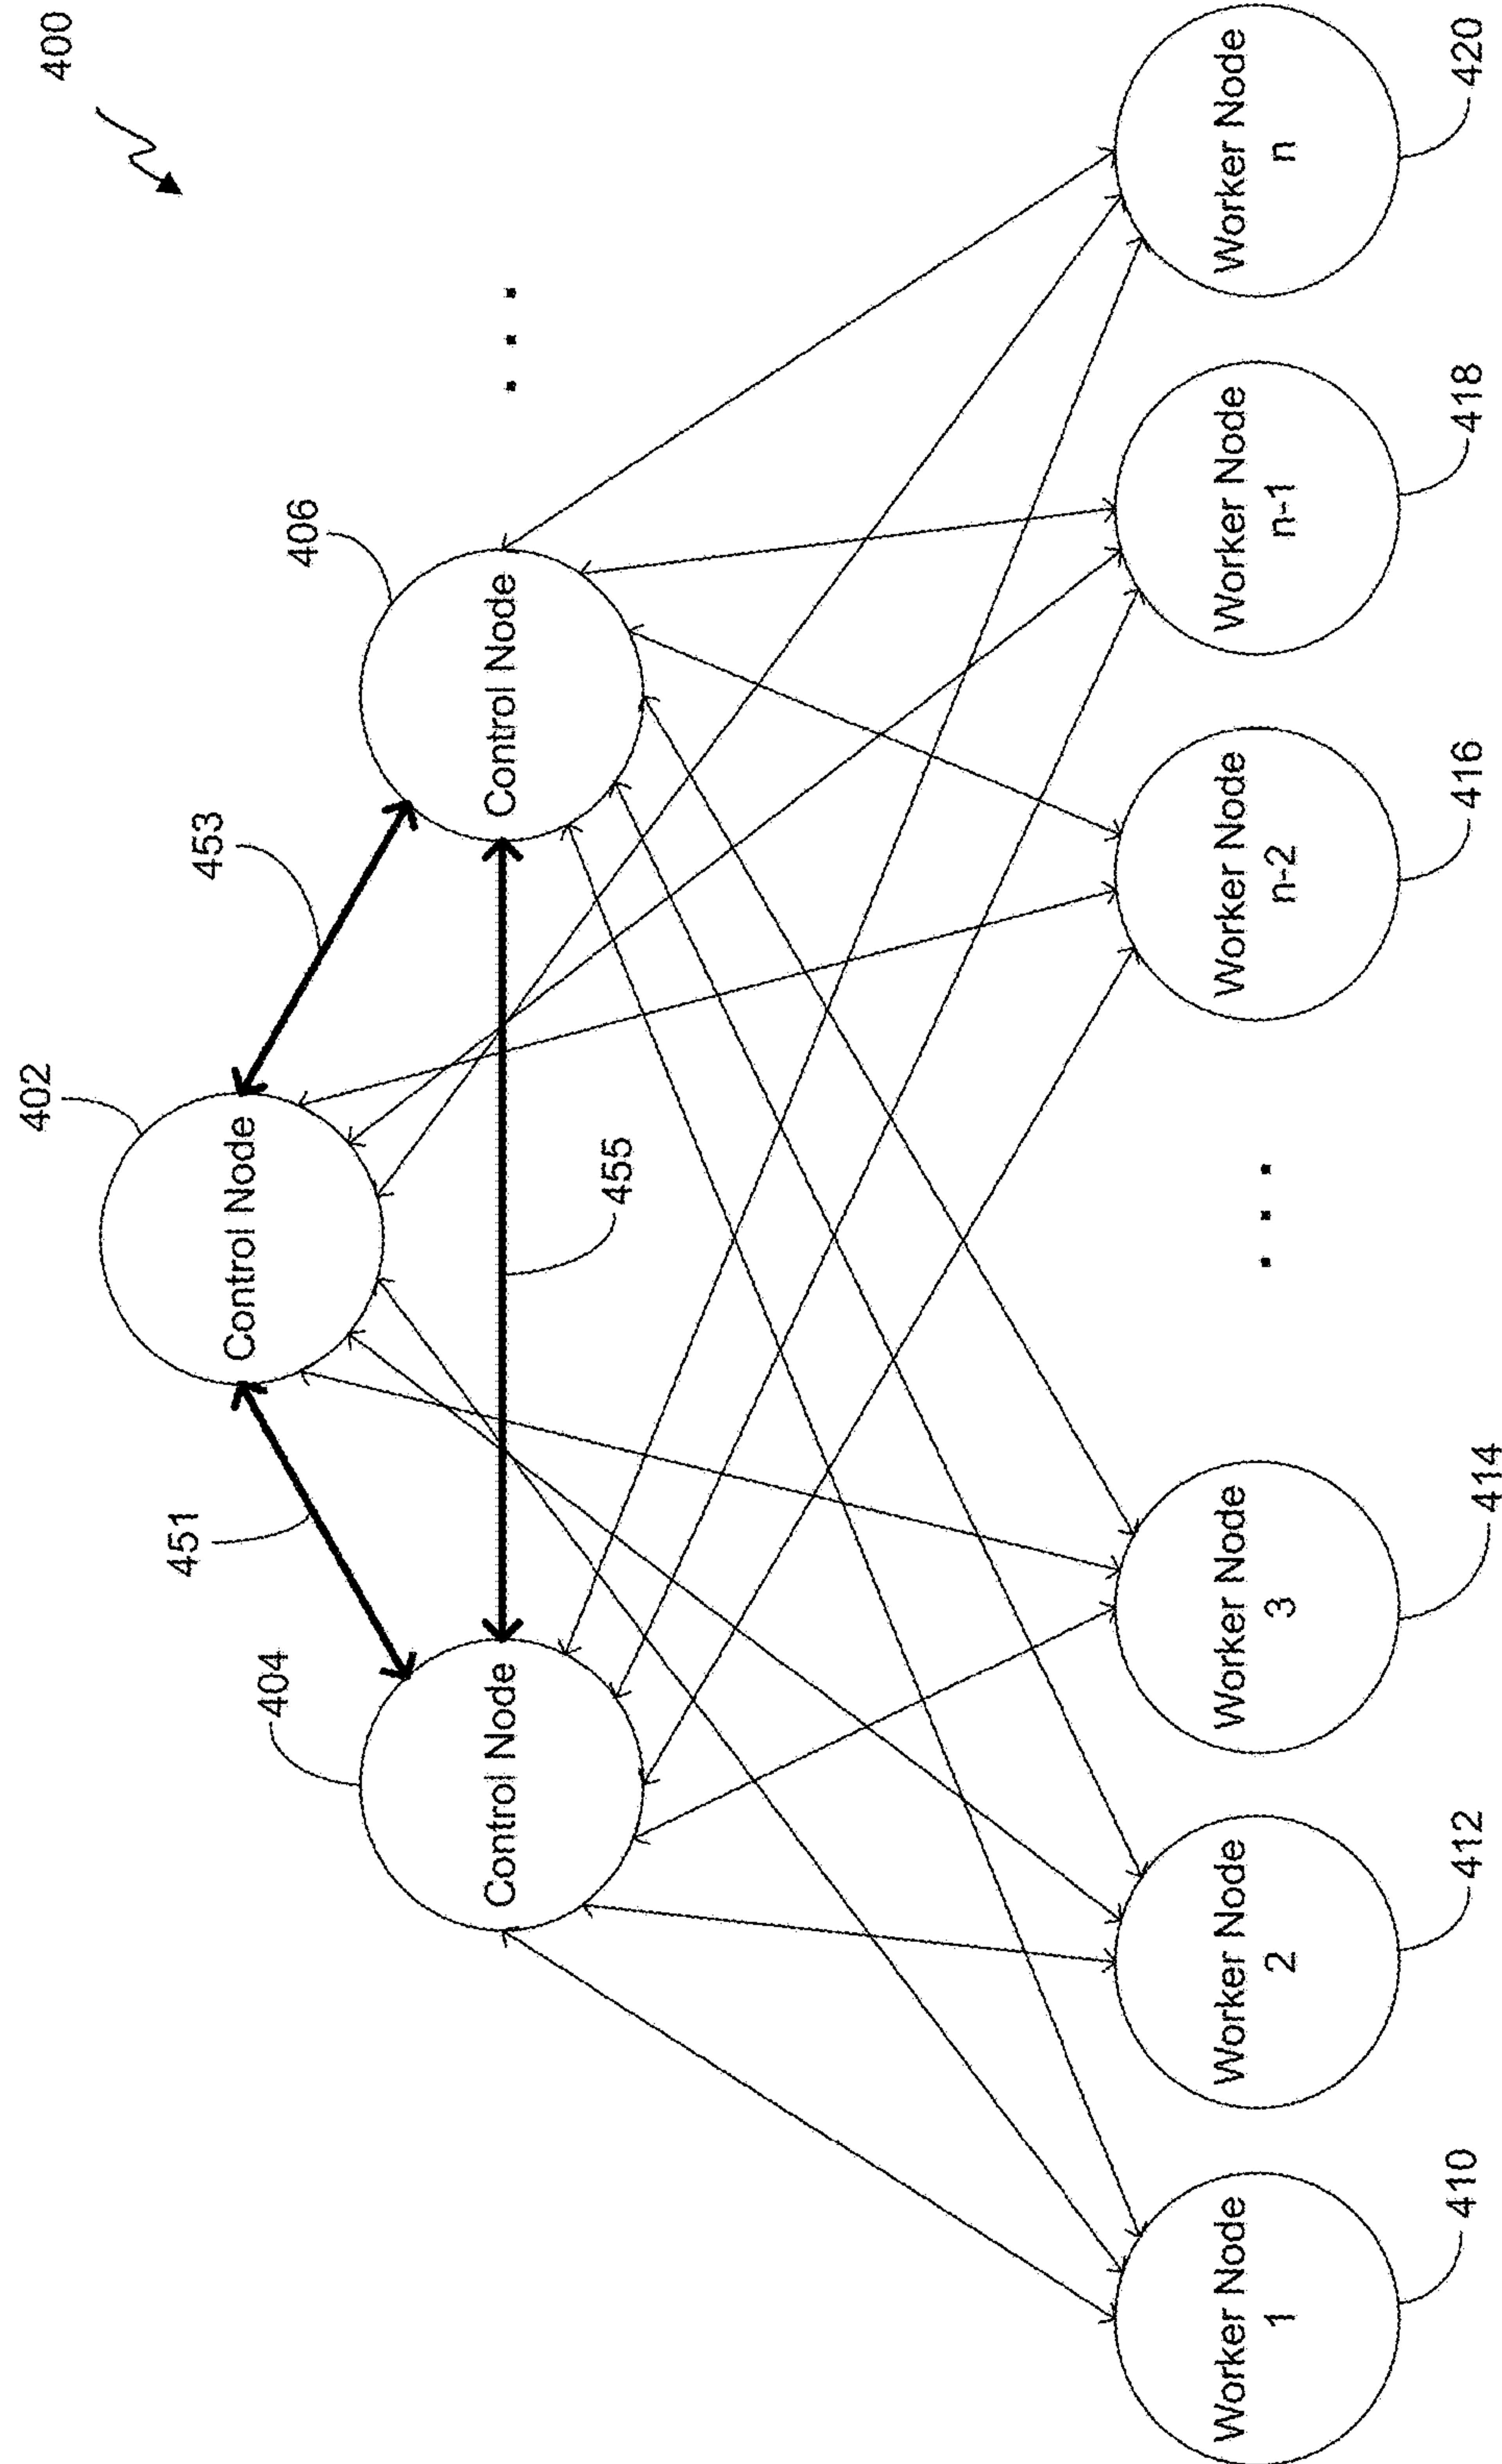 400
402
Control Node
451
453
404
Control Node
455
406
Control Node
. . .
Worker Node
1
410
Worker Node
2
412
Worker Node
3
414
. . .
Worker Node
n-2
416
Worker Node
n-1
418
Worker Node
n
420